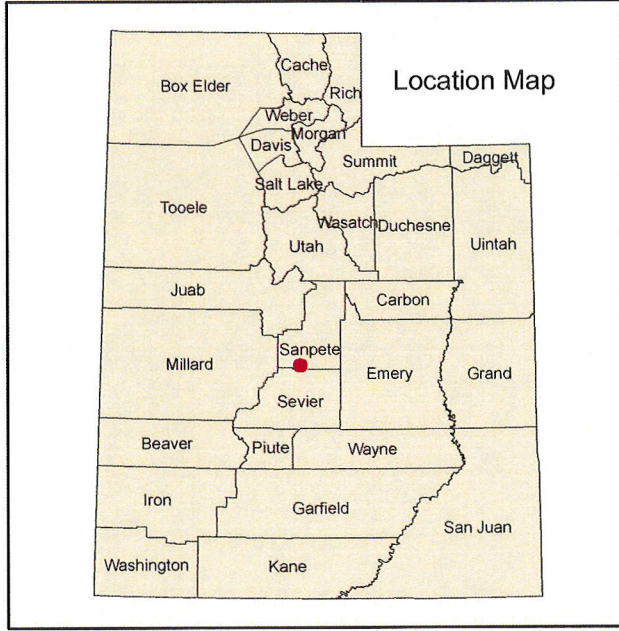 Location Map
Cache
Box Elder
Rich
Weber
Morgan
Davis
Summit
Daggett
Salt Lake
Tooele
Wasatch
Duchesne
Utah
Uintah
Juab
Carbon
Sanpete
Millard
Emery
Grand
Sevier
Beaver
Piute
Wayne
Iron
Garfield
San Juan
Washington
Kane